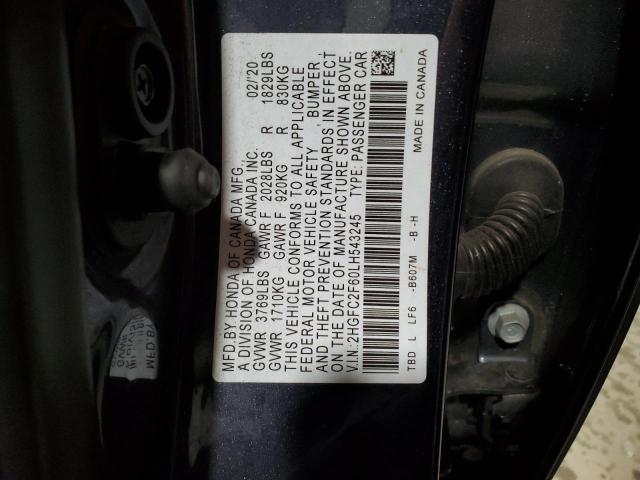 MFD.BY HONDA OF CANADA MFG., 02/20
A DIVISION OF HONDA CANADA INC.
GVWR 3769LBS GAWR F 2028LBS R 1829LBS
GVWR 1710KG GAWR F 920KG R 830KG
THIS VEHICLE CONFORMS TO ALL APPLICABLE
FEDERAL MOTOR VEHICLE SAFETY, BUMPER,
AND THEFT PREVENTION STANDARDS IN EFFECT
ON THE DATE OF MANUFACTURE SHOWN ABOVE.
V.I.N.:2HGFC2F60LH543245 TYPE: PASSENGER CAR
TBD L LF6 -B607M -B -H MADE IN CANADA
MFD.BY